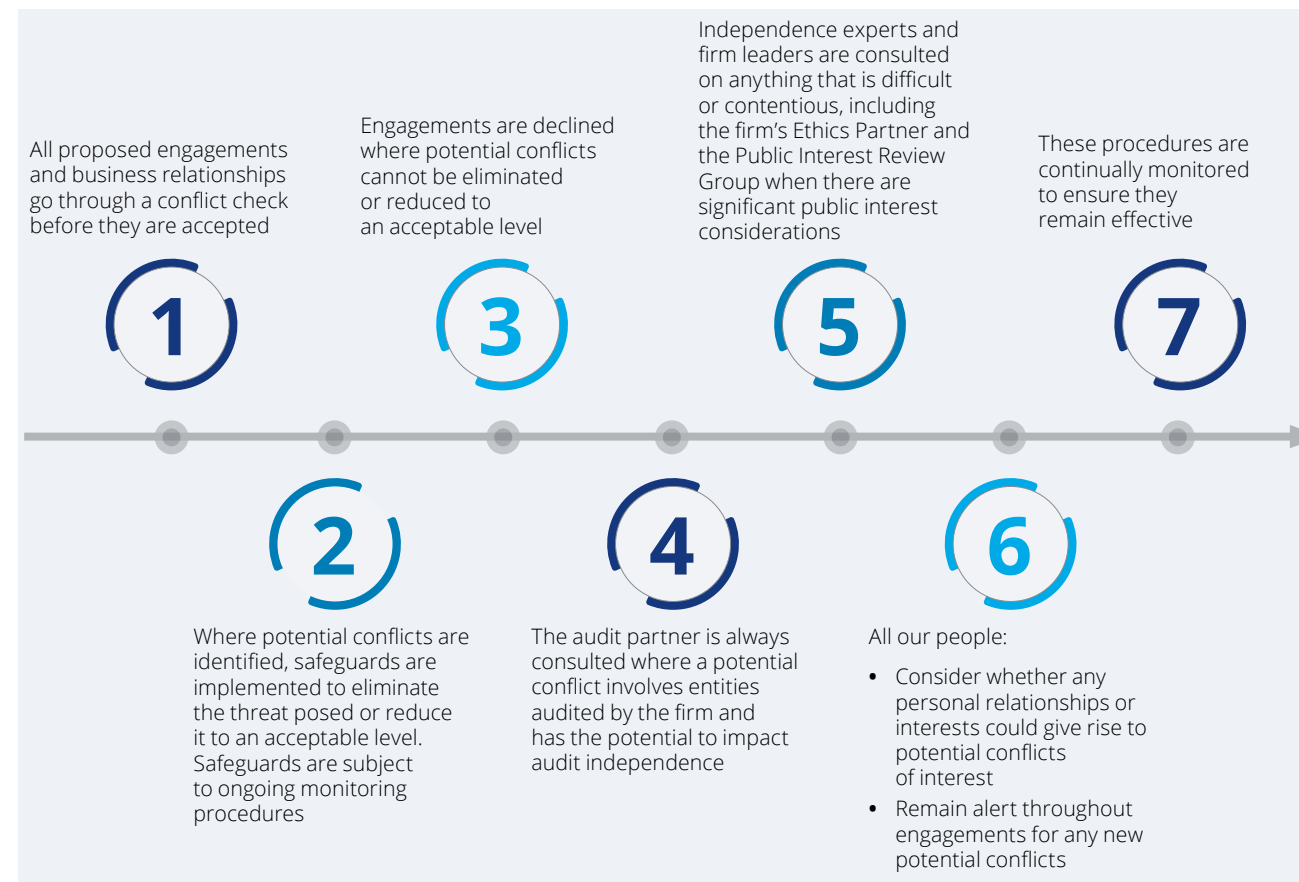 All proposed engagements
and business relationships
go through a conflict check
before they are accepted
1
Where potential conflicts are
identified, safeguards are
implemented to eliminate
the threat posed or reduce
it to an acceptable level.
Safeguards are subject
to ongoing monitoring
procedures
2
Engagements are declined
where potential conflicts
cannot be eliminated
or reduced to
an acceptable level
3
The audit partner is always
consulted where a potential
conflict involves entities
audited by the firm and
has the potential to impact
audit independence
4
Independence experts and
firm leaders are consulted
on anything that is difficult
or contentious, including
the firm's Ethics Partner and
the Public Interest Review
Group when there are
significant public interest
considerations
5
All our people:
• Consider whether any
personal relationships or
interests could give rise to
potential conflicts
of interest
• Remain alert throughout
engagements for any new
potential conflicts
6
These procedures are
continually monitored
to ensure they
remain effective
7